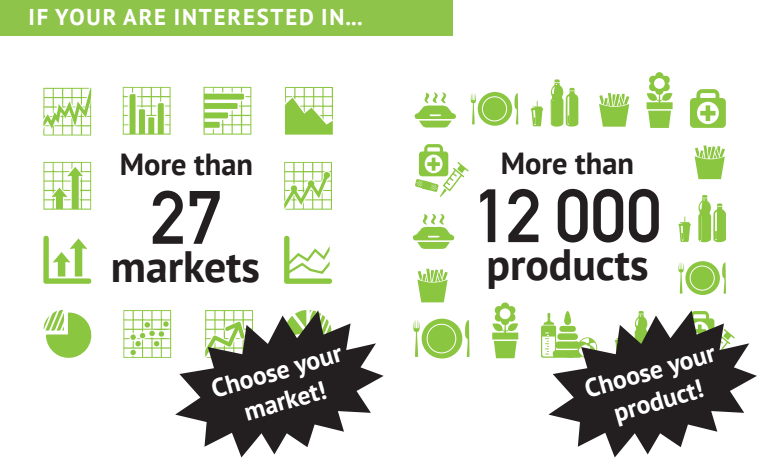 IF YOUR ARE INTERESTED IN...
More than
27
markets
Choose your
market!
More than
12 000
products
Choose your
product!